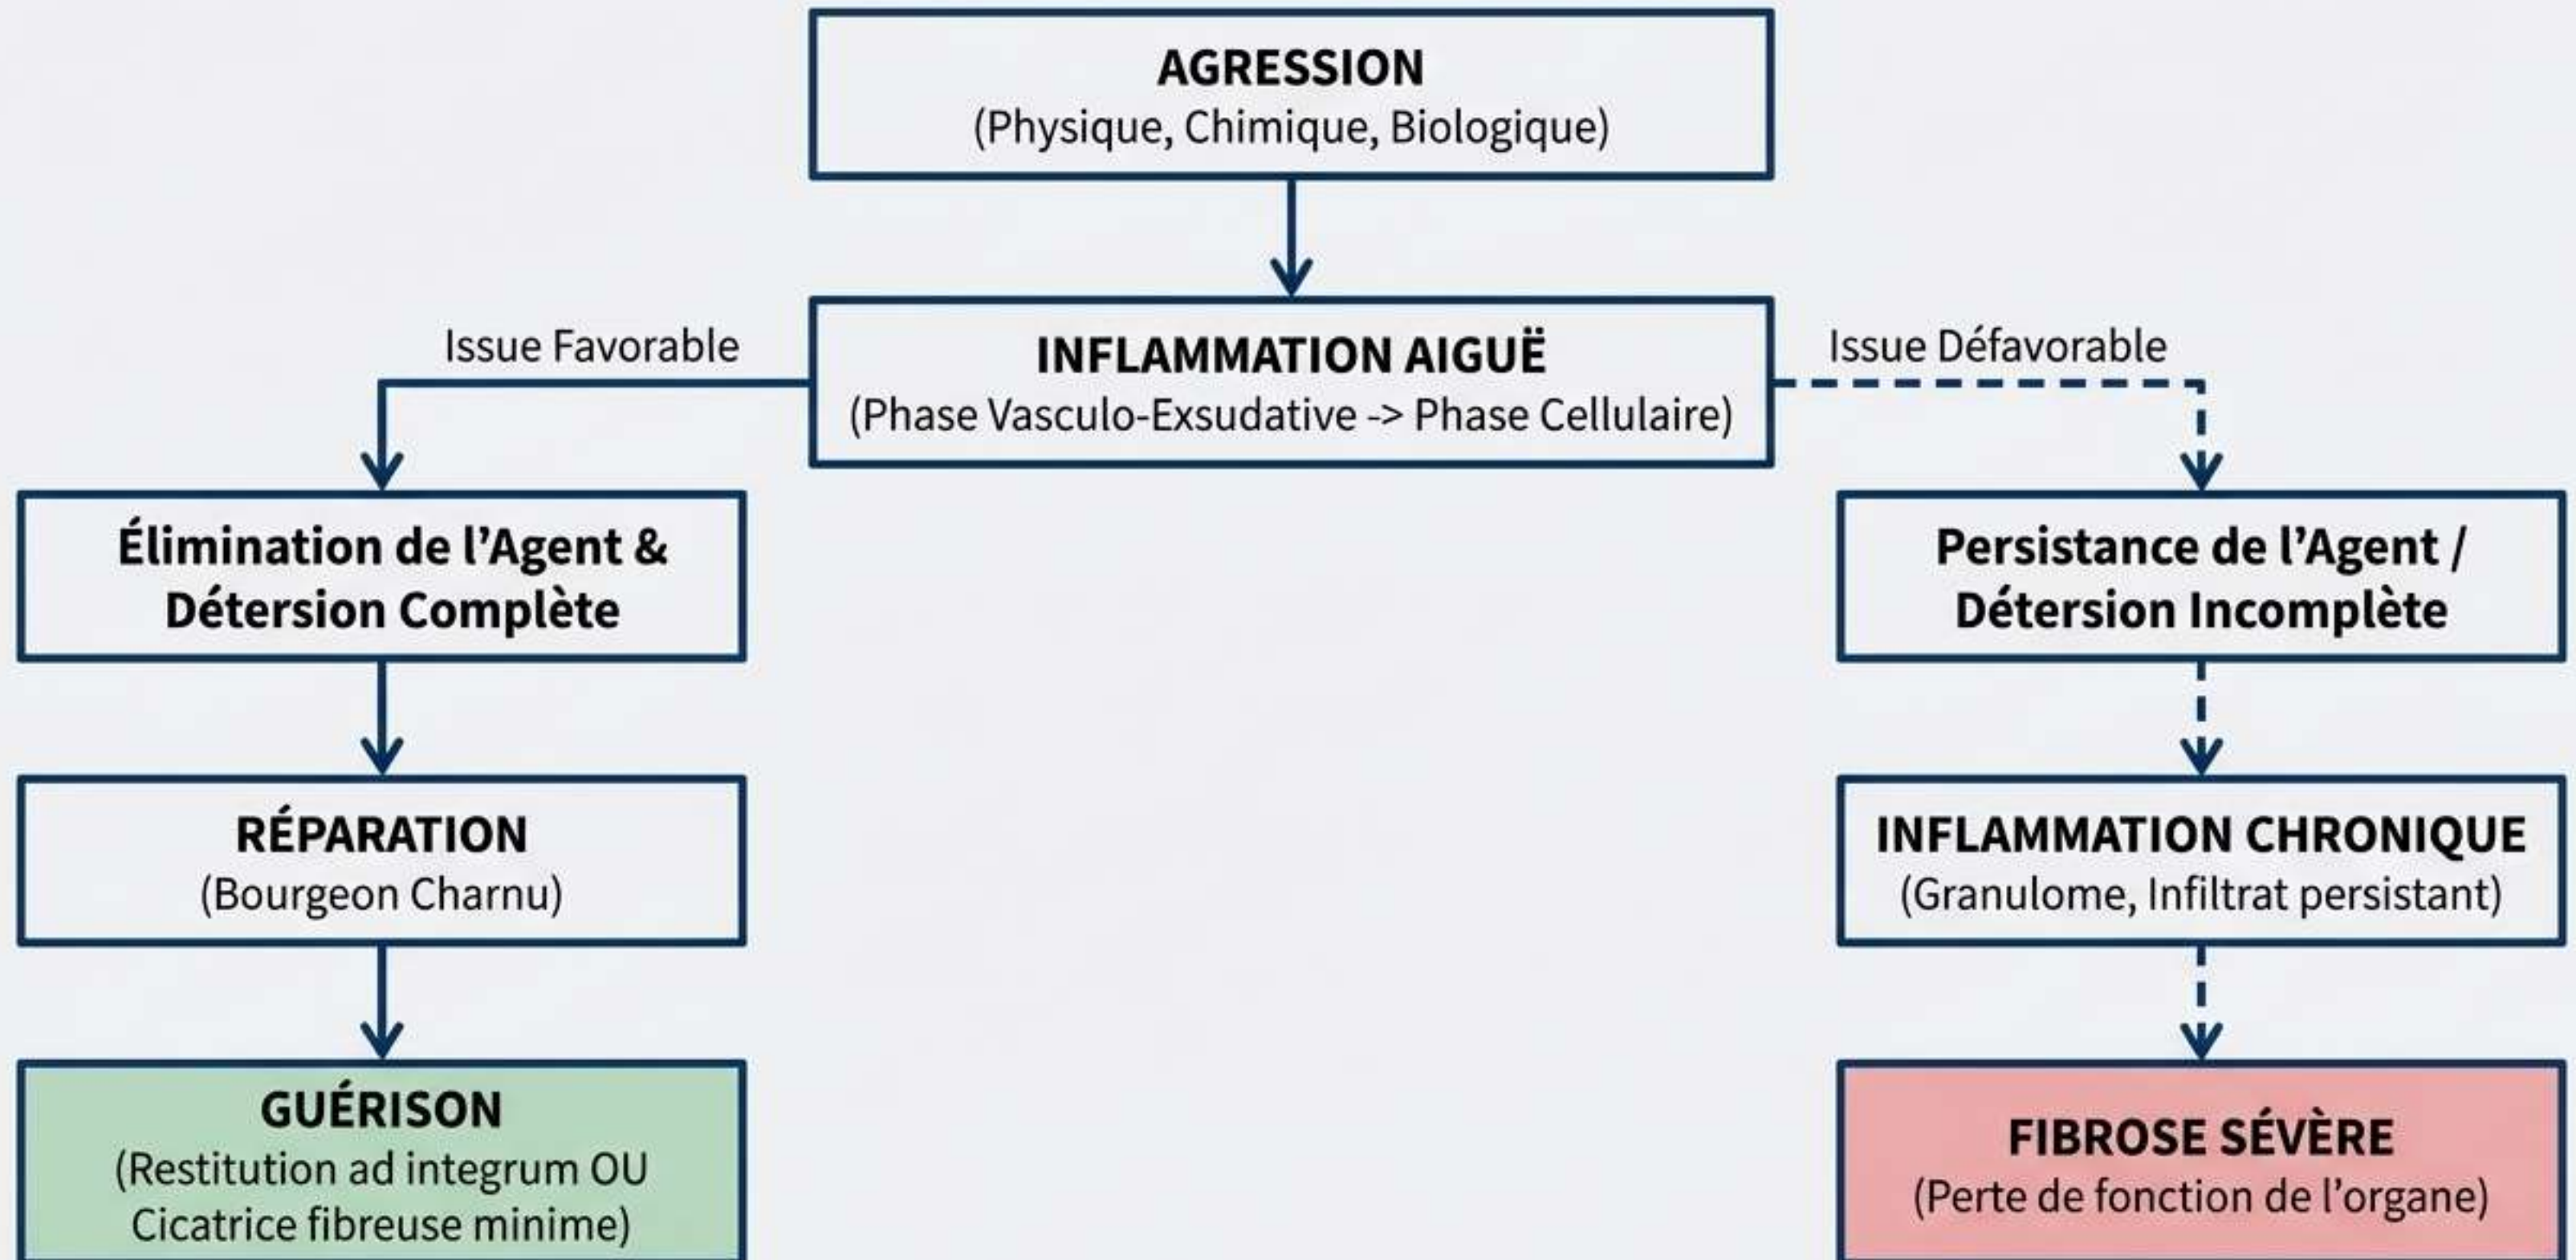 AGRESSION
(Physique, Chimique, Biologique)
Issue Favorable
INFLAMMATION AIGUË
(Phase Vasculo-Exsudative -> Phase Cellulaire)
Issue Défavorable
Élimination de l’Agent &
Détersion Complète
Persistance de l’Agent /
Détersion Incomplète
RÉPARATION
(Bourgeon Charnu)
INFLAMMATION CHRONIQUE
(Granulome, Infiltrat persistant)
GUÉRISON
(Restitution ad integrum OU
Cicatrice fibreuse minime)
FIBROSE SÉVÈRE
(Perte de fonction de l’organe)